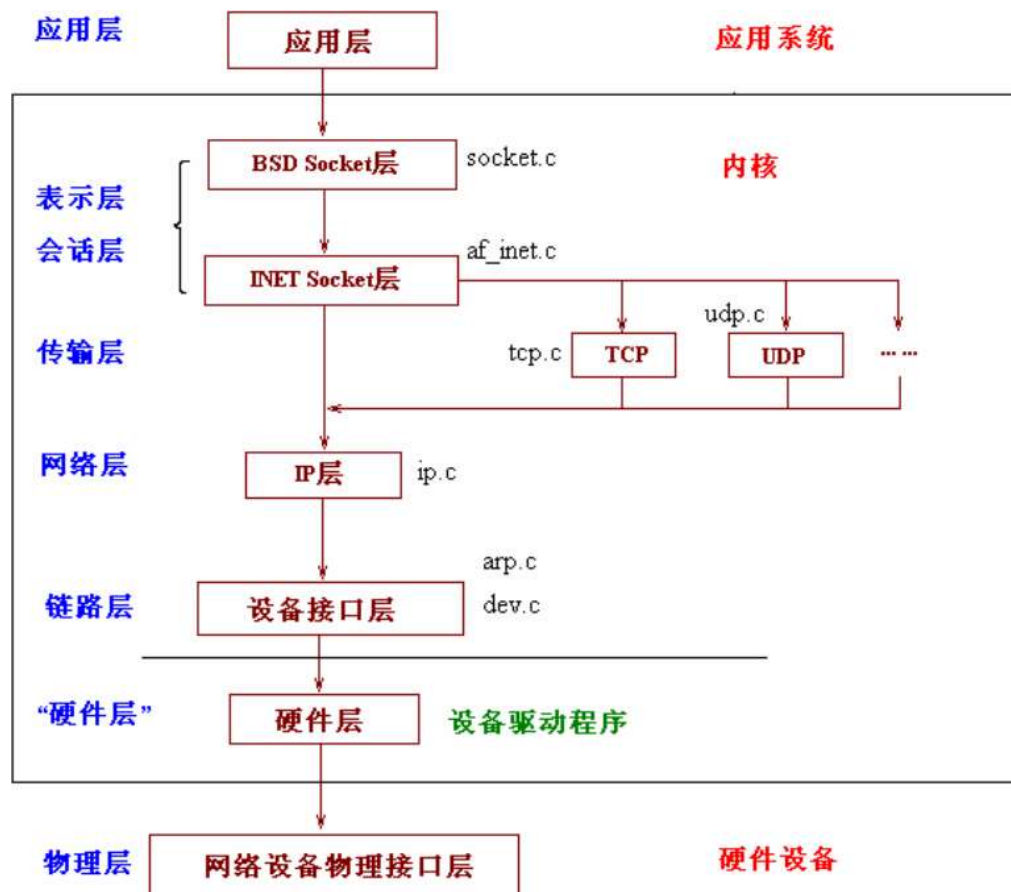 应用层
应用层
应用系统
BSD Socket层
socket.c
内核
表示层
会话层
af_inet.c
INET Socket层
udp.c
传输层
tcp.c
TCP
UDP
... ...
网络层
IP层
ip.c
arp.c
链路层
设备接口层
dev.c
“硬件层”
硬件层
设备驱动程序
物理层
网络设备物理接口层
硬件设备